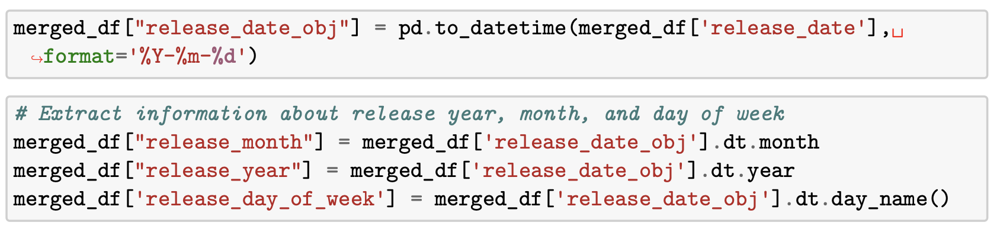 merged_df["release_date_obj"] = pd.to_datetime(merged_df['release_date'],␣
↪format='%Y-%m-%d')
# Extract information about release year, month, and day of week
merged_df["release_month"] = merged_df['release_date_obj'].dt.month
merged_df["release_year"] = merged_df['release_date_obj'].dt.year
merged_df['release_day_of_week'] = merged_df['release_date_obj'].dt.day_name()